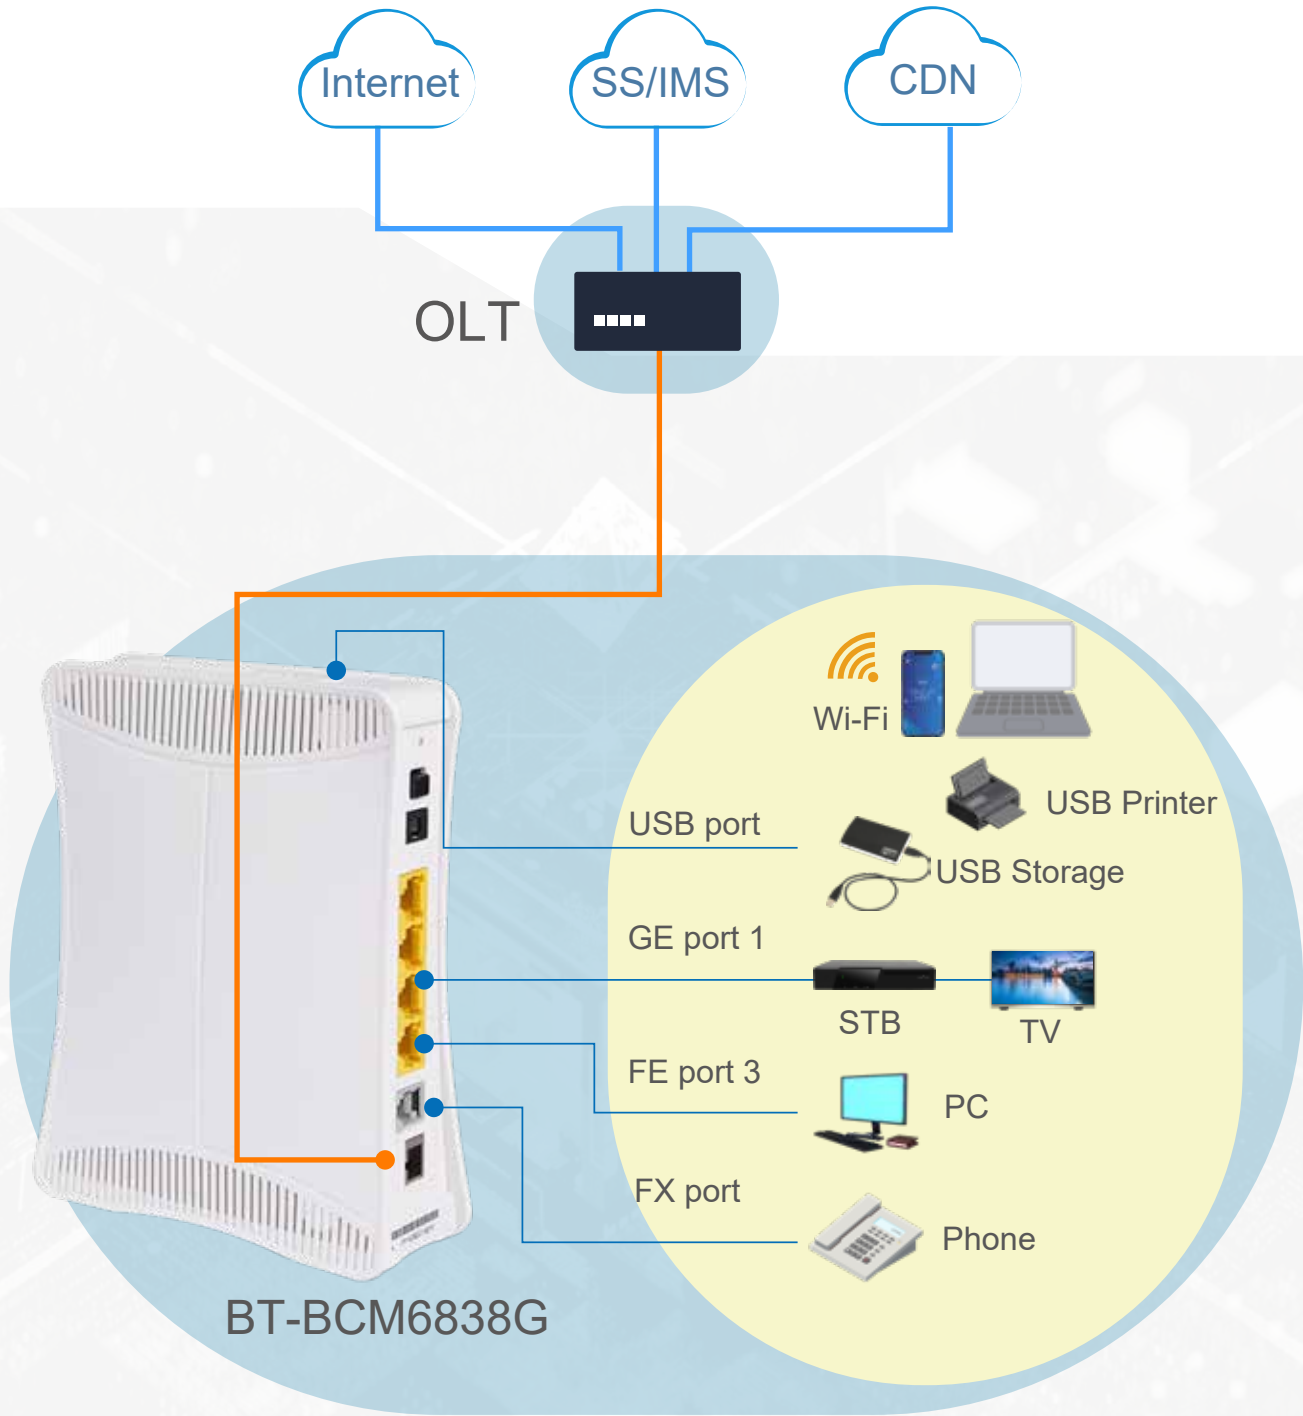 Internet
SS/IMS
CDN
OLT
Wi-Fi
USB Printer
USB port
USB Storage
GE port 1
STB
TV
FE port 3
PC
FX port
Phone
BT-BCM6838G